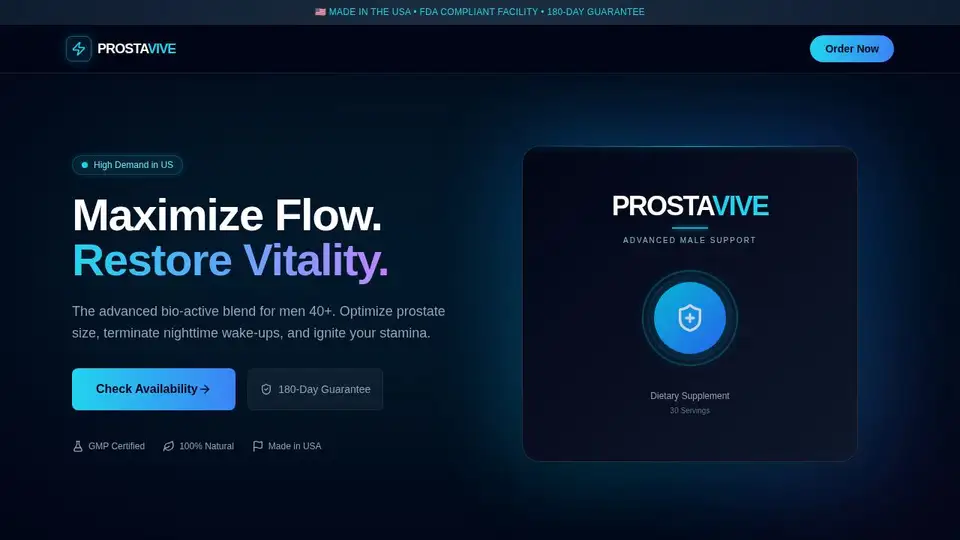 🇺🇸 MADE IN THE USA • FDA COMPLIANT FACILITY • 180-DAY GUARANTEE
PROSTAVIVE
Order Now
High Demand in US
Maximize Flow.
Restore Vitality.
The advanced bio-active blend for men 40+. Optimize prostate
size, terminate nighttime wake-ups, and ignite your stamina.
Check Availability→
180-Day Guarantee
GMP Certified
100% Natural
Made in USA
PROSTAVIVE
ADVANCED MALE SUPPORT
Dietary Supplement
30 Servings